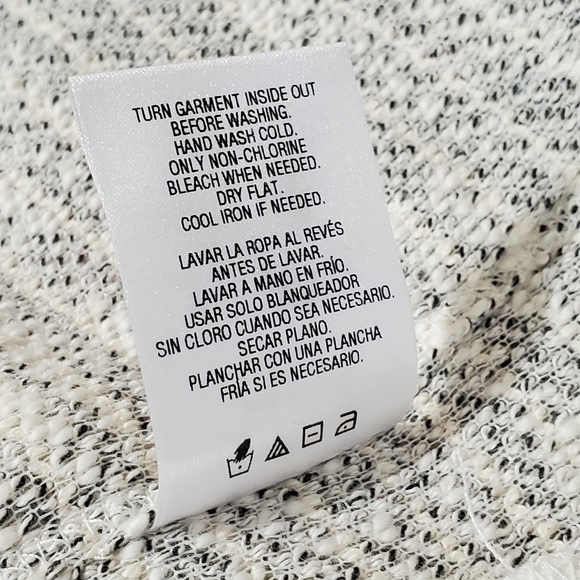 TURN GARMENT INSIDE OUT
BEFORE WASHING.
HAND WASH COLD.
ONLY NON-CHLORINE
BLEACH WHEN NEEDED.
DRY FLAT.
COOL IRON IF NEEDED.
LAVAR LA ROPA AL REVÉS
ANTES DE LAVAR.
LAVAR A MANO EN FRÍO.
USAR SOLO BLANQUEADOR
SIN CLORO CUANDO SEA NECESARIO.
SECAR PLANO.
PLANCHAR CON UNA PLANCHA
FRÍA SI ES NECESARIO.